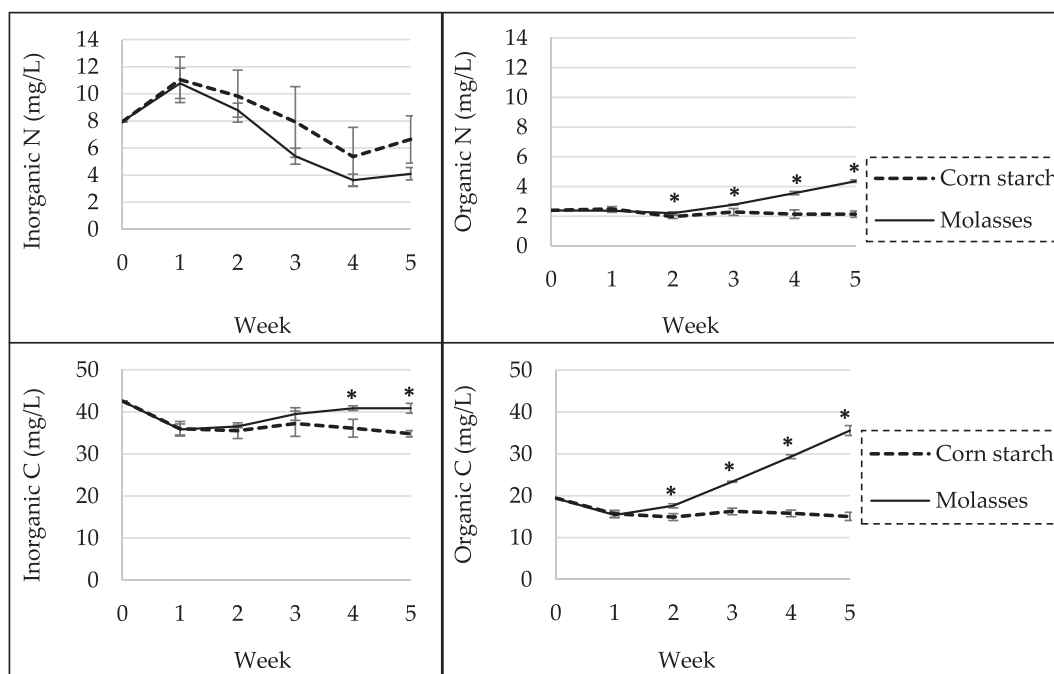 Inorganic N (mg/L)
14
12
10
8
6
4
2
0
0 1 2 3 4 5
Week
Organic N (mg/L)
14
12
10
8
6
4
2
0
* * * *
0 1 2 3 4 5
Week
Corn starch
Molasses
Inorganic C (mg/L)
50
40
30
20
10
0
* *
0 1 2 3 4 5
Week
Organic C (mg/L)
50
40
30
20
10
0
* * * *
0 1 2 3 4 5
Week
Corn starch
Molasses